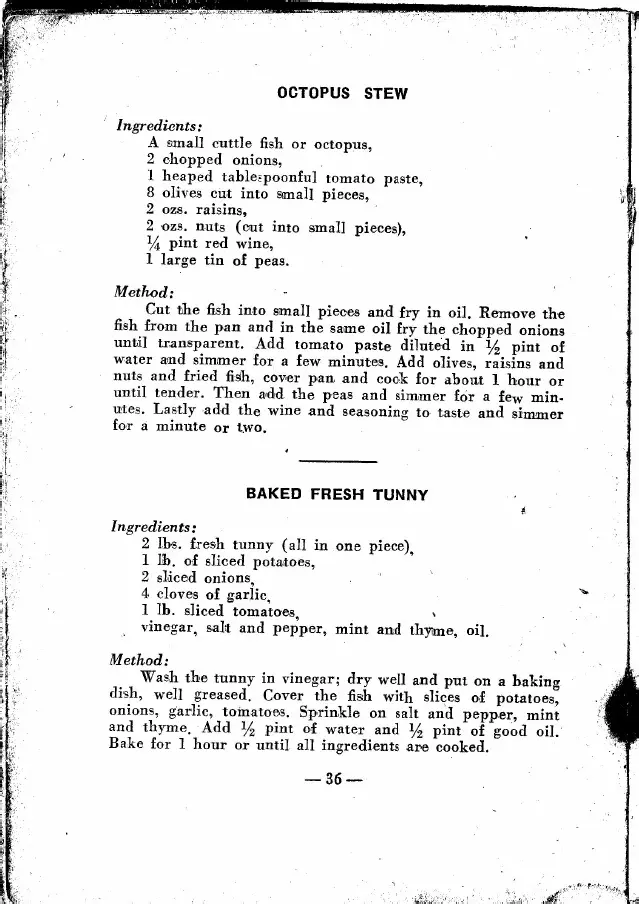 OCTOPUS STEW
Ingredients:
A small cuttle fish or octopus,
2 chopped onions,
1 heaped tablespoonful tomato paste,
8 olives cut into small pieces,
2 ozs. raisins,
2 ozs. nuts (cut into small pieces),
¼ pint red wine,
1 large tin of peas.
Method:
Cut the fish into small pieces and fry in oil. Remove the
fish from the pan and in the same oil fry the chopped onions
until transparent. Add tomato paste diluted in ½ pint of
water and simmer for a few minutes. Add olives, raisins and
nuts and fried fish, cover pan and cook for about 1 hour or
until tender. Then add the peas and simmer for a few min-
utes. Lastly add the wine and seasoning to taste and simmer
for a minute or two.
BAKED FRESH TUNNY
Ingredients:
2 lbs. fresh tunny (all in one piece),
1 lb. of sliced potatoes,
2 sliced onions,
4 cloves of garlic,
1 lb. sliced tomatoes,
vinegar, salt and pepper, mint and thyme, oil.
Method:
Wash the tunny in vinegar; dry well and put on a baking
dish, well greased. Cover the fish with slices of potatoes,
onions, garlic, tomatoes. Sprinkle on salt and pepper, mint
and thyme. Add ½ pint of water and ½ pint of good oil.
Bake for 1 hour or until all ingredients are cooked.
— 36 —